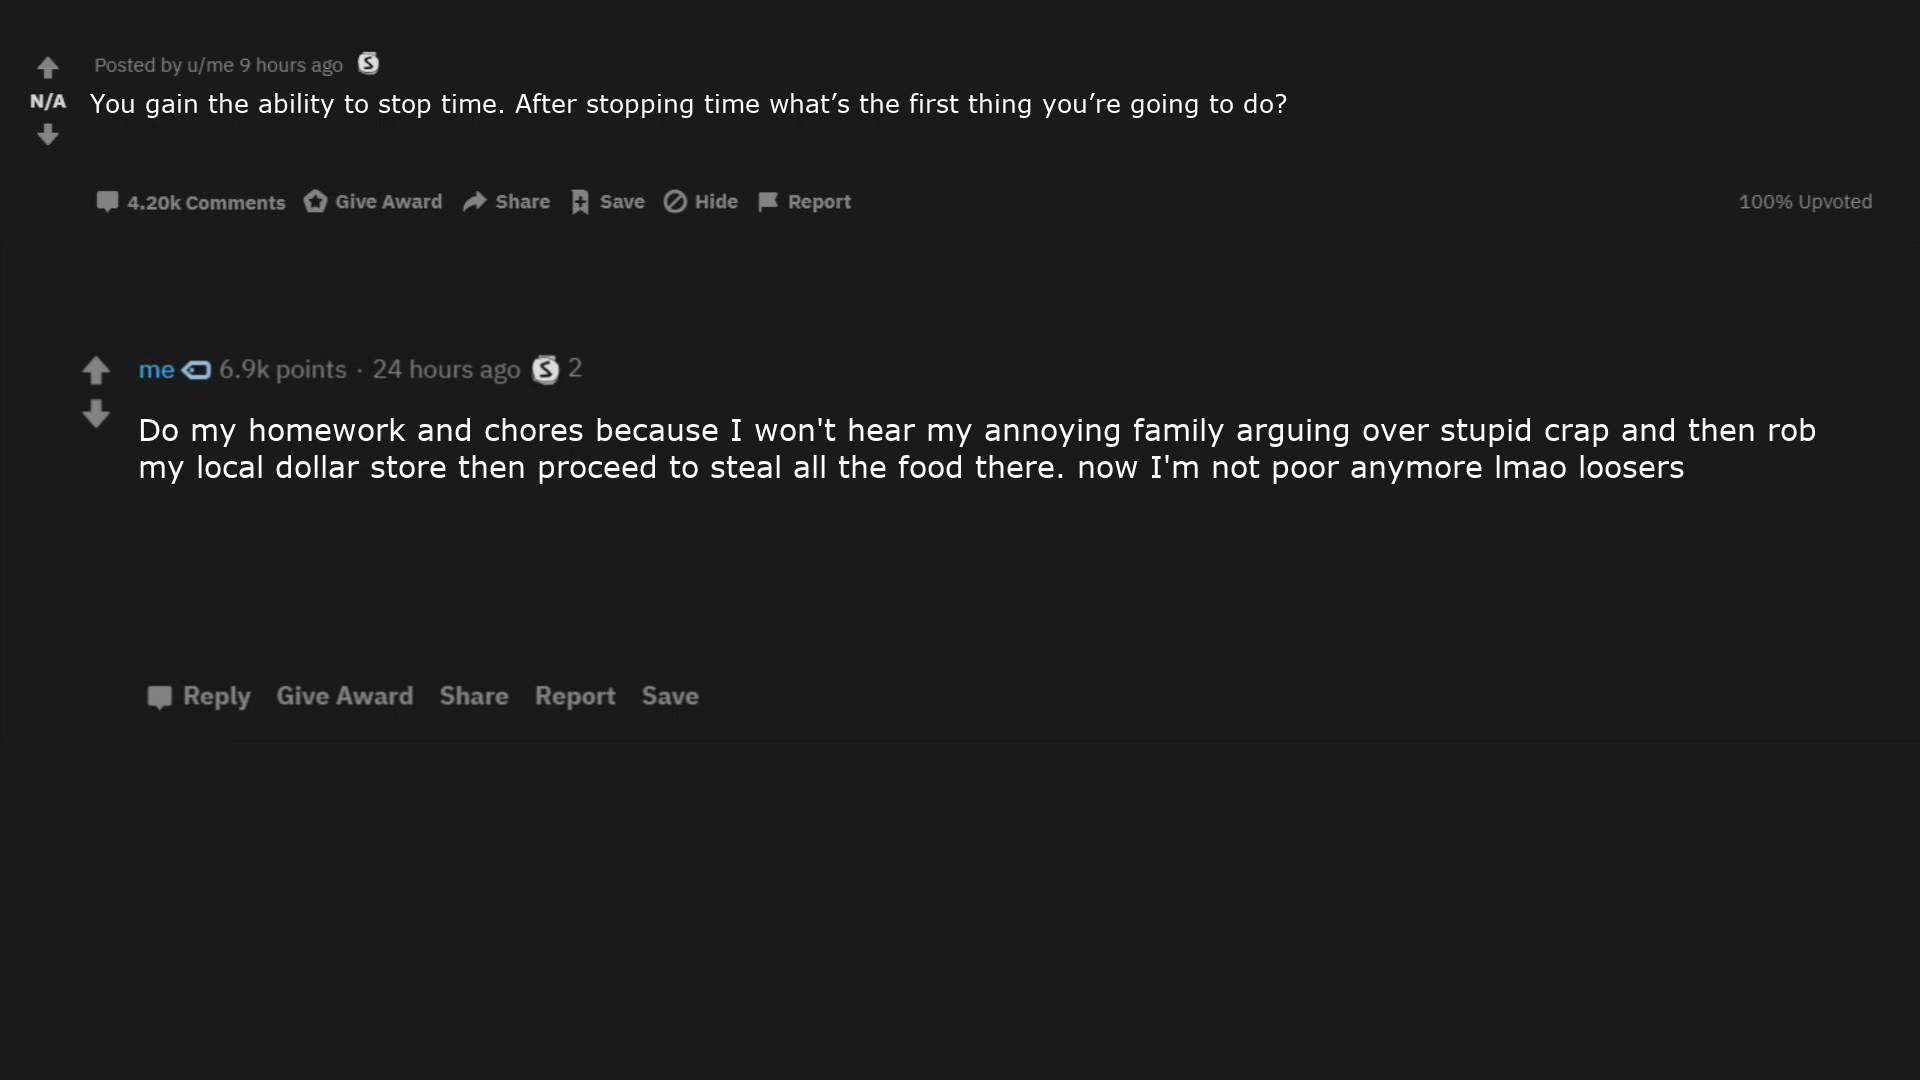 Posted by u/me 9 hours ago S
N/A
You gain the ability to stop time. After stopping time what’s the first thing you’re going to do?
4.20k Comments Give Award Share Save Hide Report 100% Upvoted
me 6.9k points · 24 hours ago S 2
Do my homework and chores because I won't hear my annoying family arguing over stupid crap and then rob
my local dollar store then proceed to steal all the food there. now I'm not poor anymore lmao loosers
Reply Give Award Share Report Save